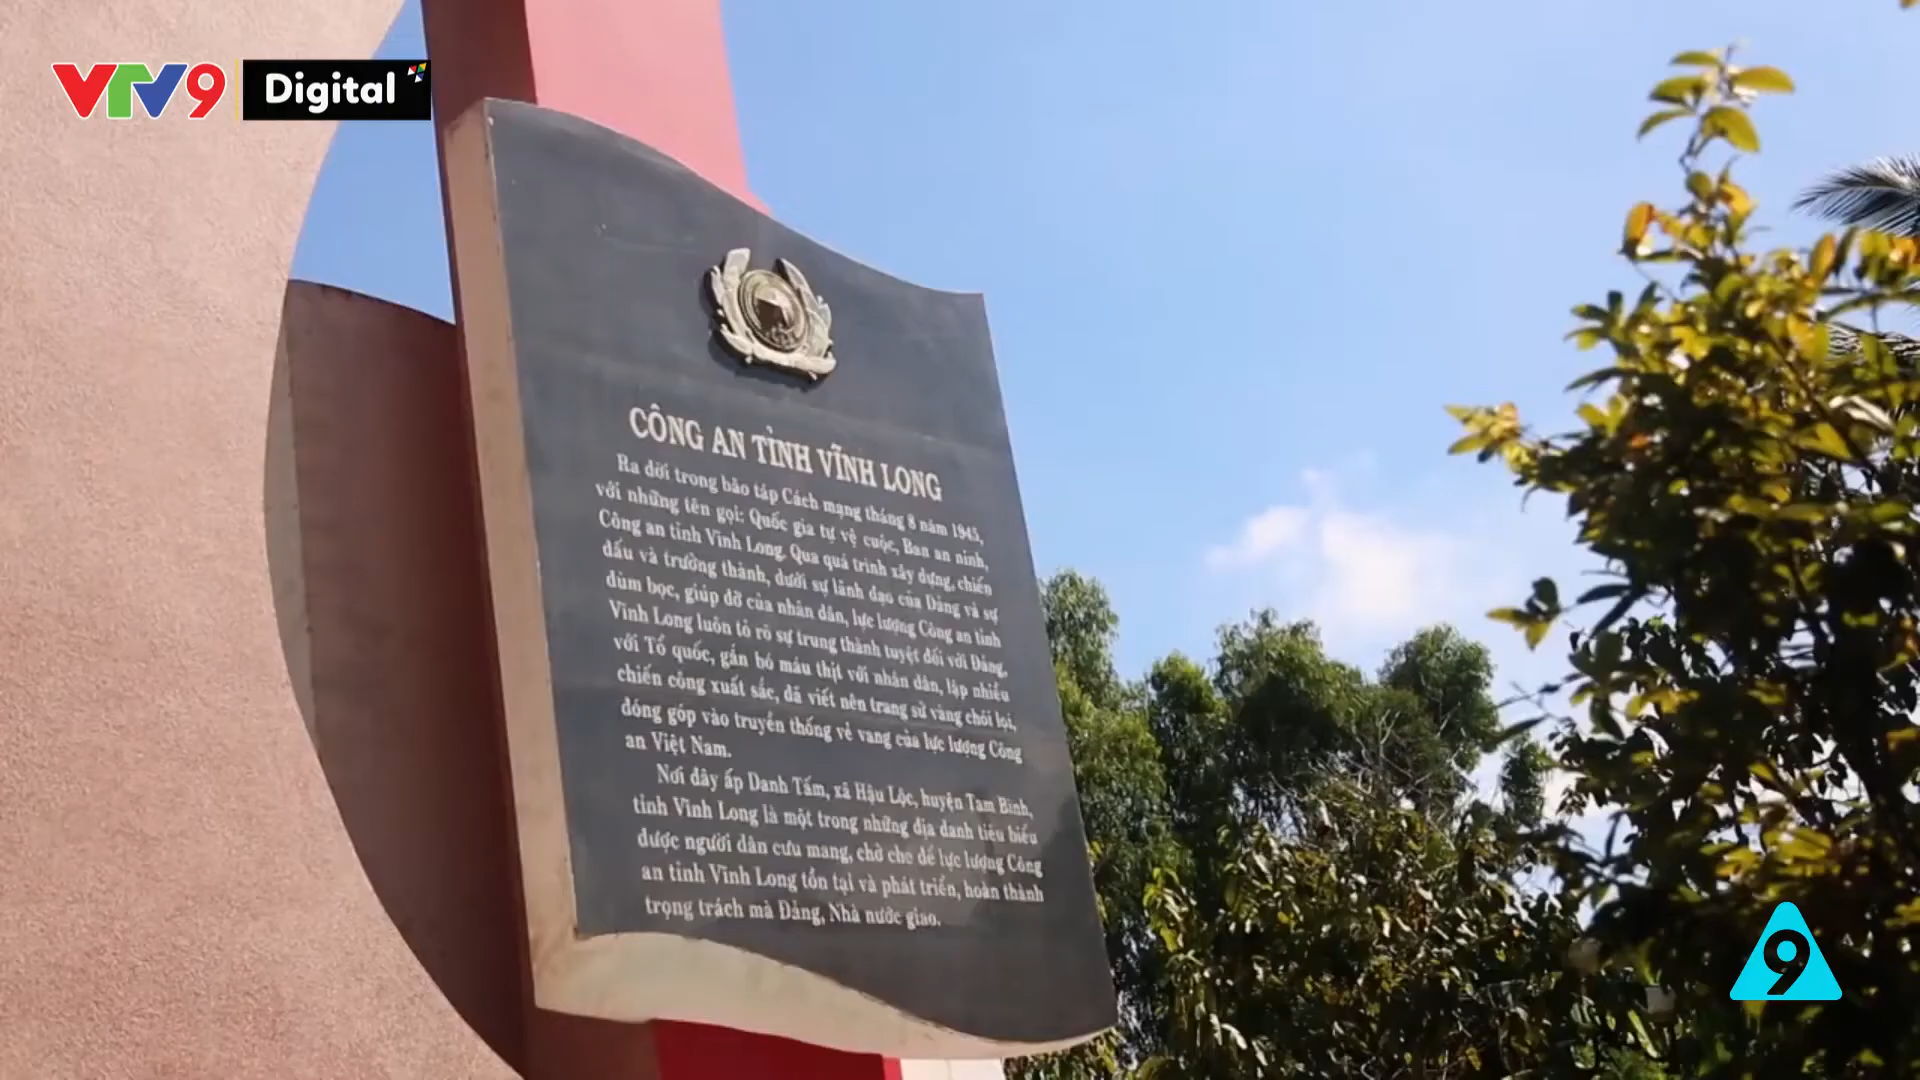 VTV9 Digital
CÔNG AN TỈNH VĨNH LONG
Ra đời trong bão táp Cách mạng tháng 8 năm 1945,
với những tên gọi: Quốc gia tự vệ cuộc, Ban an ninh,
Công an tỉnh Vĩnh Long. Qua quá trình xây dựng, chiến
đấu và trưởng thành, dưới sự lãnh đạo của Đảng và sự
đùm bọc, giúp đỡ của nhân dân, lực lượng Công an tỉnh
Vĩnh Long luôn tỏ rõ sự trung thành tuyệt đối với Đảng,
với Tổ quốc, gắn bó máu thịt với nhân dân, lập nhiều
chiến công xuất sắc, đã viết nên trang sử vàng chói lọi,
đóng góp vào truyền thống vẻ vang của lực lượng Công
an Việt Nam.
Nơi đây ấp Danh Tấm, xã Hậu Lộc, huyện Tam Bình,
tỉnh Vĩnh Long là một trong những địa danh tiêu biểu
được người dân cưu mang, chở che để lực lượng Công
an tỉnh Vĩnh Long tồn tại và phát triển, hoàn thành
trọng trách mà Đảng, Nhà nước giao.
9